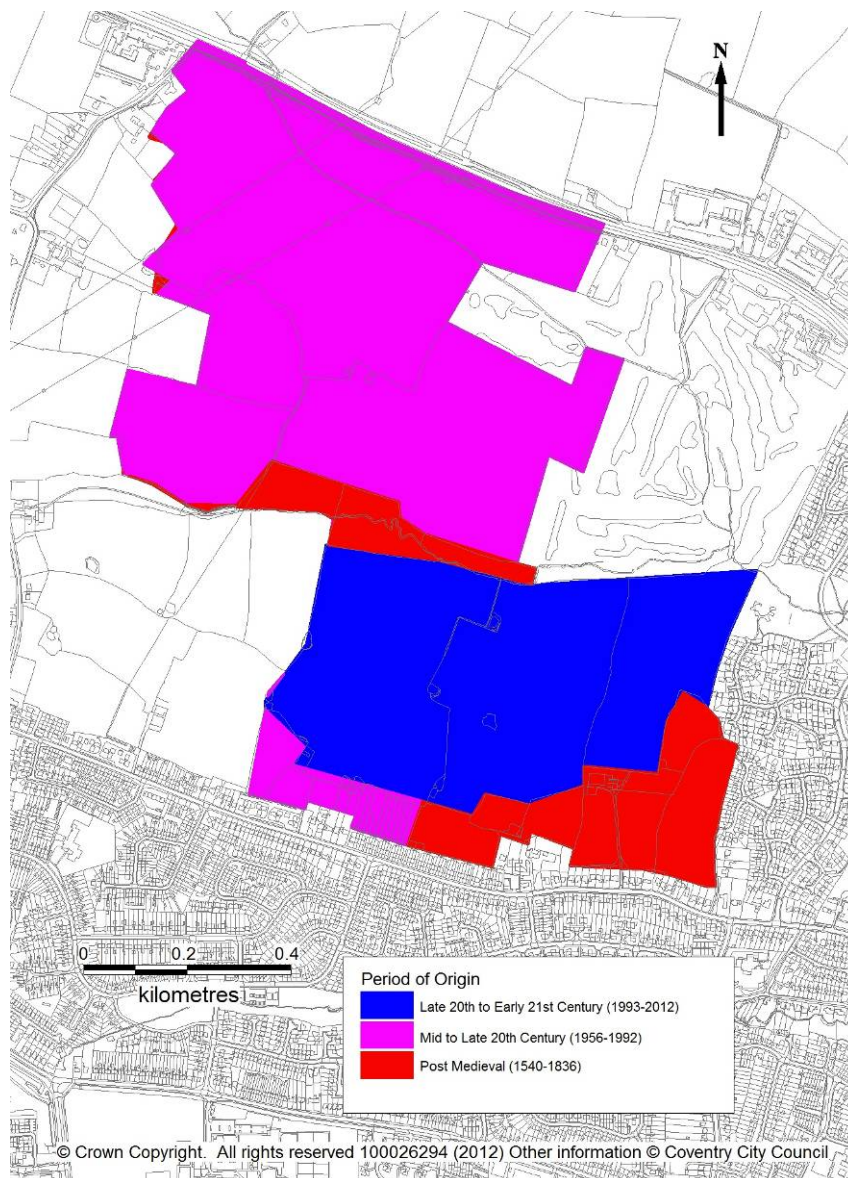 N
0 0.2 0.4
kilometres
Period of Origin
Late 20th to Early 21st Century (1993-2012)
Mid to Late 20th Century (1956-1992)
Post Medieval (1540-1836)
© Crown Copyright. All rights reserved 100026294 (2012) Other information © Coventry City Council